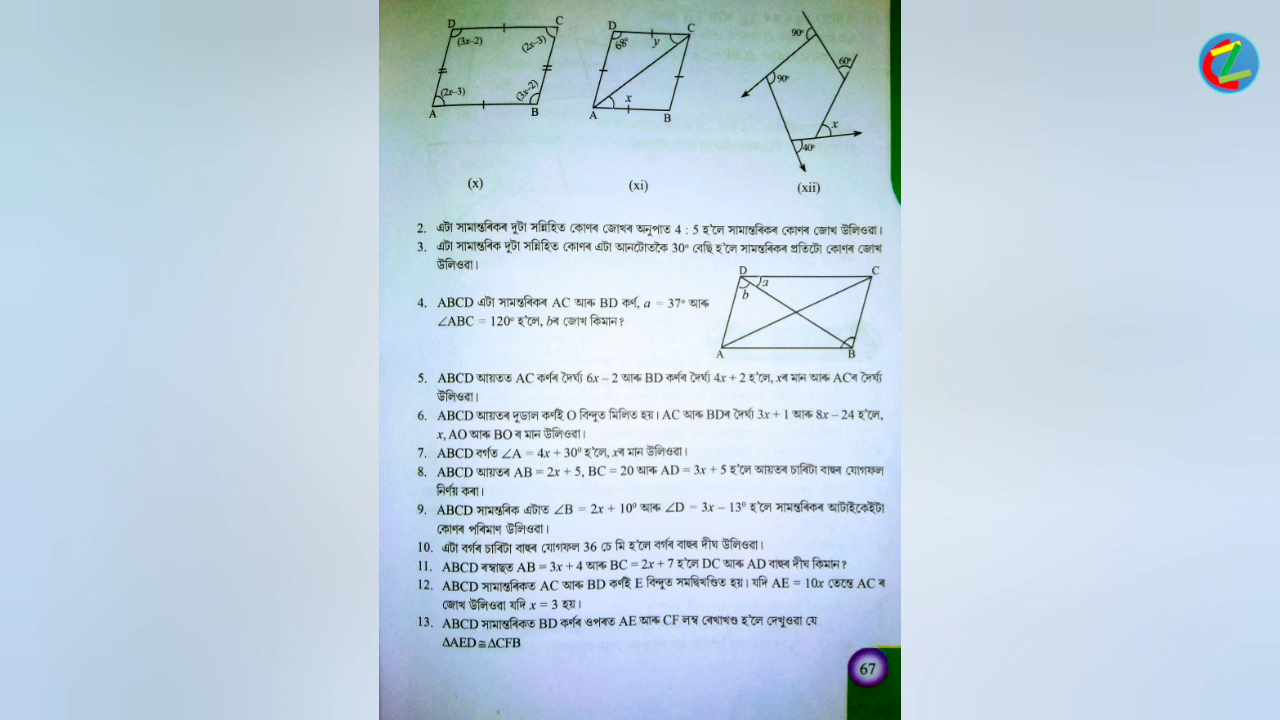 D C D C 90°
(3x–2) (2x–3) 68° y 60°
90°
(2x–3) (3x–2) x x
A B A B 40°
(x) (xi) (xii)
2. এটা সামান্তৰিকৰ দুটা সন্নিহিত কোণৰ জোখৰ অনুপাত 4 : 5 হ'লে সামান্তৰিকৰ কোণৰ জোখ উলিওৱা।
3. এটা সামান্তৰিক দুটা সন্নিহিত কোণৰ এটা আনটোতকৈ 30° বেছি হ'লে সামন্তৰিকৰ প্ৰতিটো কোণৰ জোখ
উলিওৱা।
D C
a
b
4. ABCD এটা সামান্তৰিকৰ AC আৰু BD কৰ্ণ, a = 37° আৰু
∠ABC = 120° হ'লে, bৰ জোখ কিমান?
A B
5. ABCD আয়তত AC কৰ্ণৰ দৈৰ্ঘ্য 6x – 2 আৰু BD কৰ্ণৰ দৈৰ্ঘ্য 4x + 2 হ'লে, xৰ মান আৰু ACৰ দৈৰ্ঘ্য
উলিওৱা।
6. ABCD আয়তৰ দুডাল কৰ্ণই O বিন্দুত মিলিত হয়। AC আৰু BDৰ দৈৰ্ঘ্য 3x + 1 আৰু 8x – 24 হ'লে,
x, AO আৰু BO ৰ মান উলিওৱা।
7. ABCD বৰ্গত ∠A = 4x + 30⁰ হ'লে, xৰ মান উলিওৱা।
8. ABCD আয়তৰ AB = 2x + 5, BC = 20 আৰু AD = 3x + 5 হ'লে আয়তৰ চাৰিটা বাহুৰ যোগফল
নিৰ্ণয় কৰা।
9. ABCD সামন্তৰিক এটাত ∠B = 2x + 10⁰ আৰু ∠D = 3x – 13⁰ হ'লে সামন্তৰিকৰ আটাইকেইটা
কোণৰ পৰিমাণ উলিওৱা।
10. এটা বৰ্গৰ চাৰিটা বাহুৰ যোগফল 36 চে মি হ'লে বৰ্গৰ বাহুৰ দীঘ উলিওৱা।
11. ABCD ৰম্বাছত AB = 3x + 4 আৰু BC = 2x + 7 হ'লে DC আৰু AD বাহুৰ দীঘ কিমান?
12. ABCD সামান্তৰিকত AC আৰু BD কৰ্ণই E বিন্দুত সমদ্বিখণ্ডিত হয়। যদি AE = 10x তেন্তে AC ৰ
জোখ উলিওৱা যদি x = 3 হয়।
13. ABCD সামান্তৰিকত BD কৰ্ণৰ ওপৰত AE আৰু CF লম্ব ৰেখাখণ্ড হ'লে দেখুওৱা যে
ΔAED ≅ ΔCFB
67